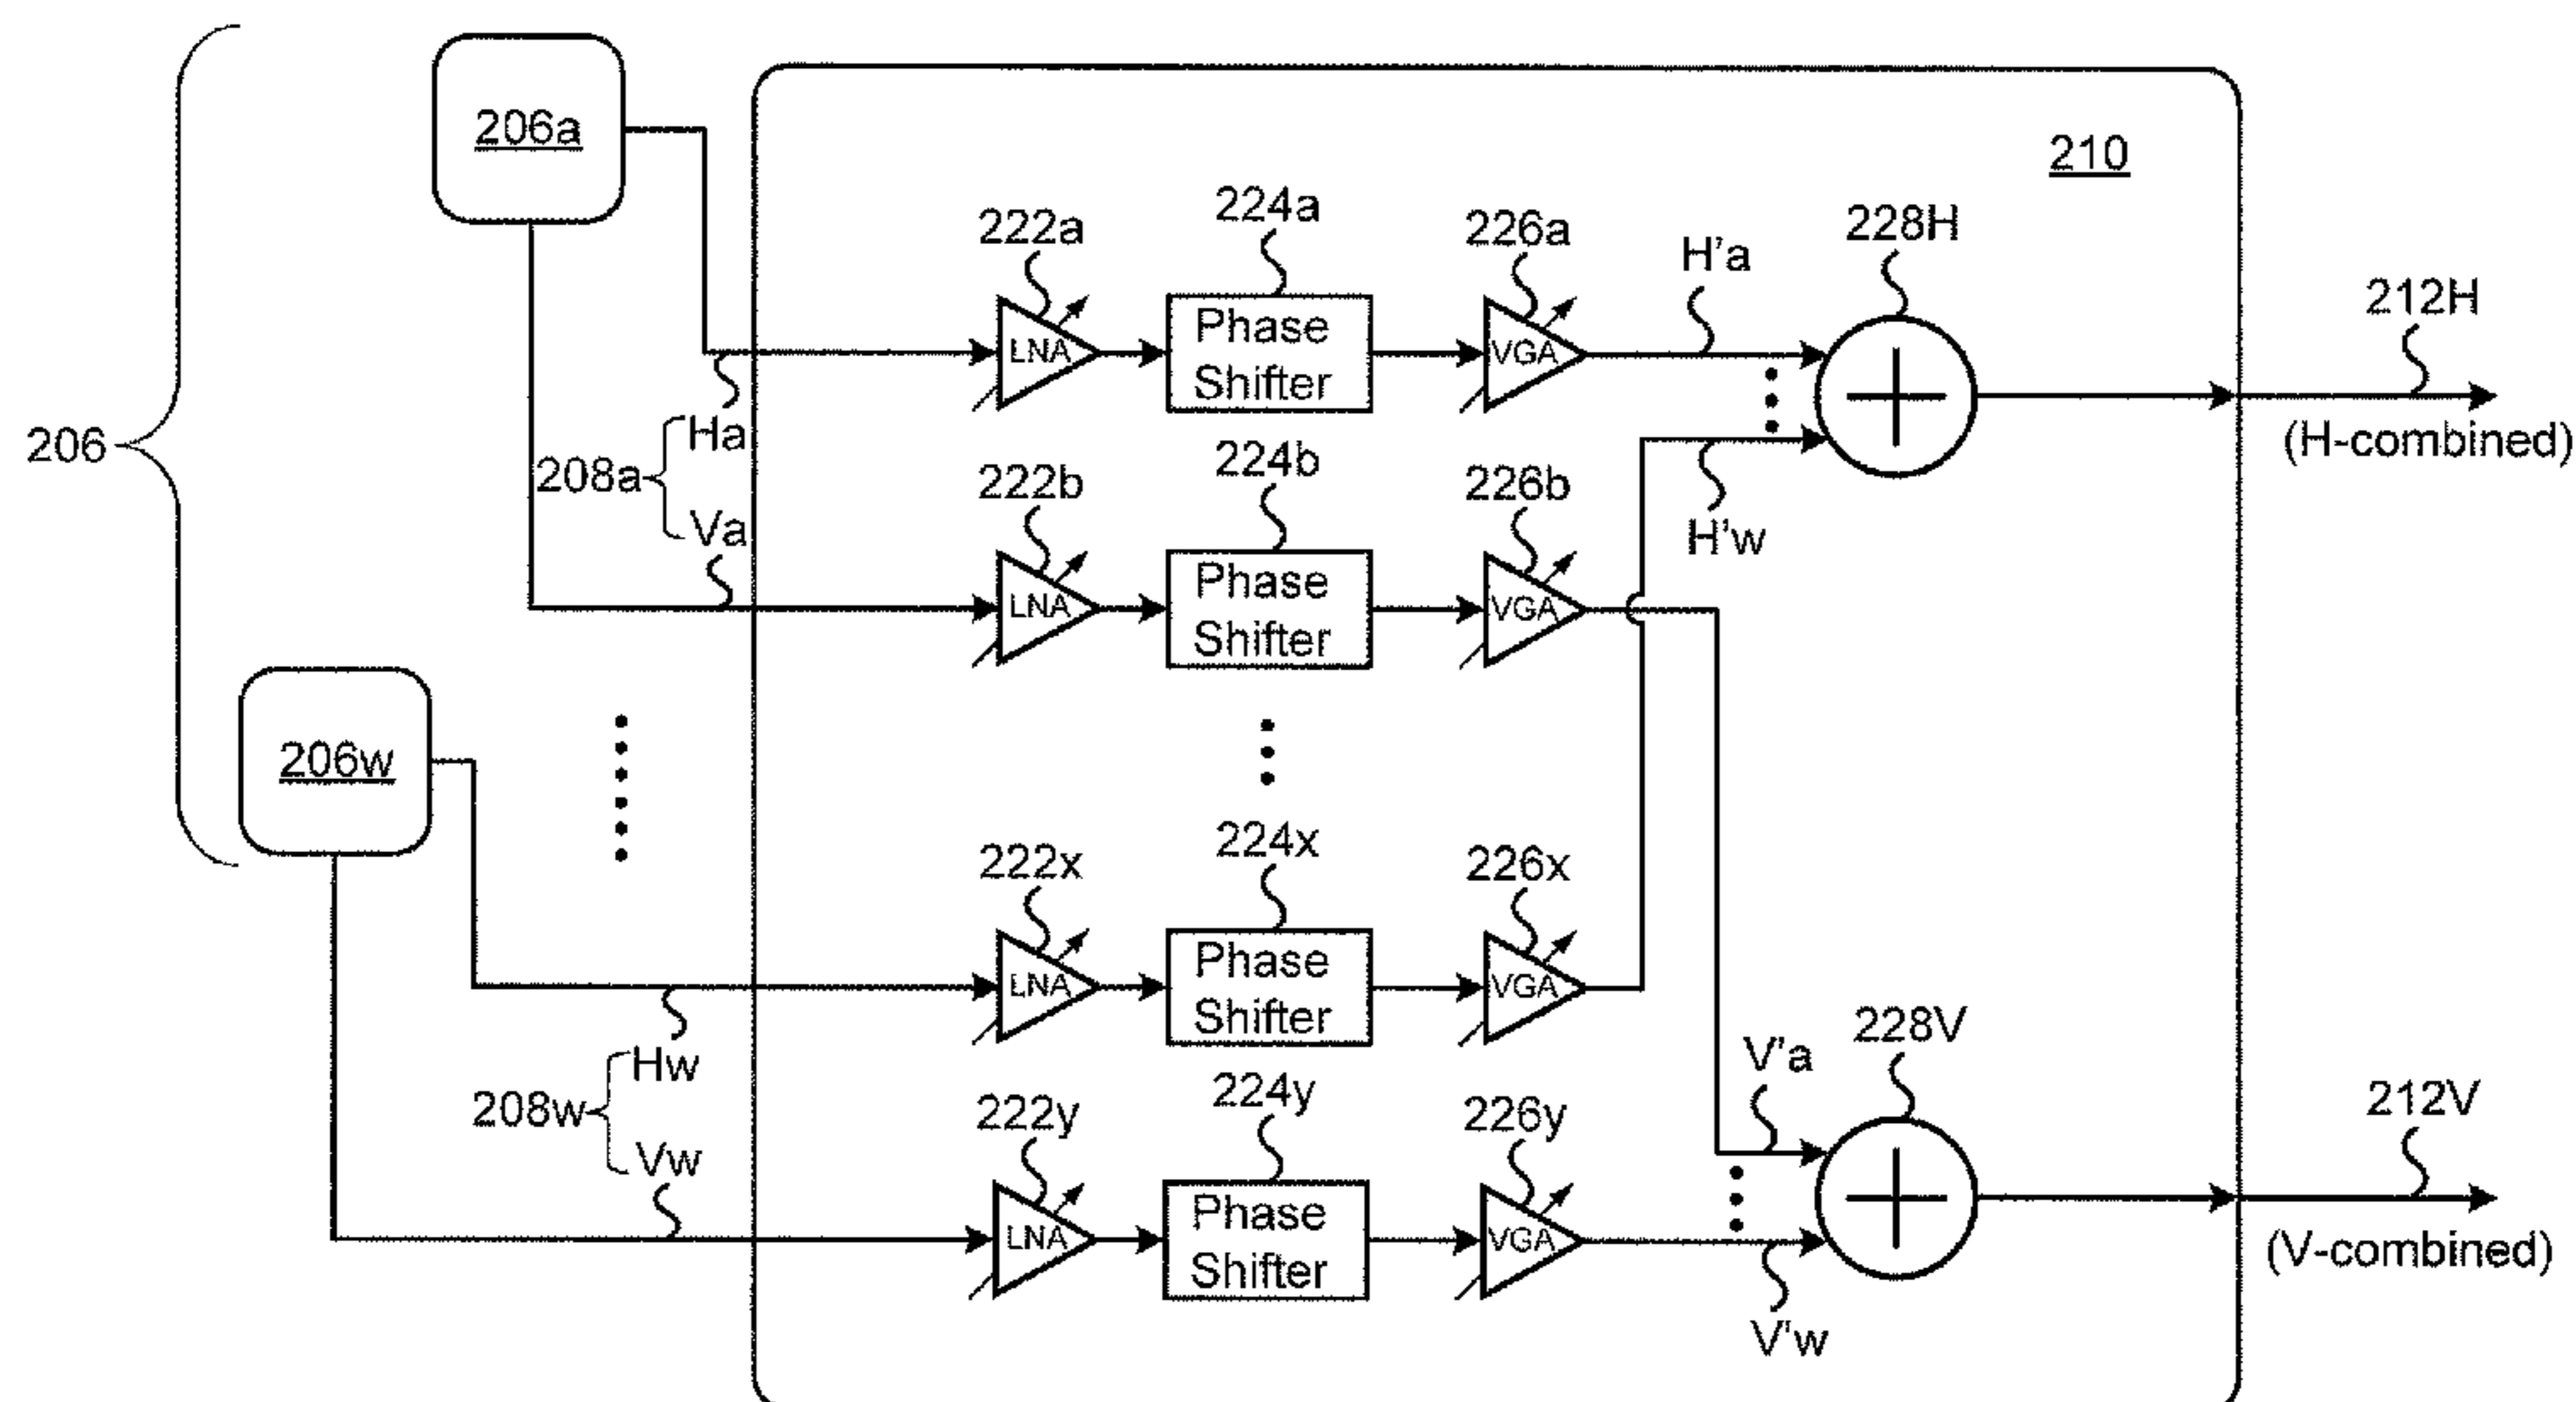 206
206a
210
222a
224a
226a
H'a
228H
212H
LNA
Phase
Shifter
VGA
(H-combined)
208a
Ha
Va
222b
224b
226b
H'w
LNA
Phase
Shifter
VGA
206w
222x
224x
226x
LNA
Phase
Shifter
VGA
208w
Hw
Vw
222y
224y
226y
V'a
228V
212V
LNA
Phase
Shifter
VGA
(V-combined)
V'w